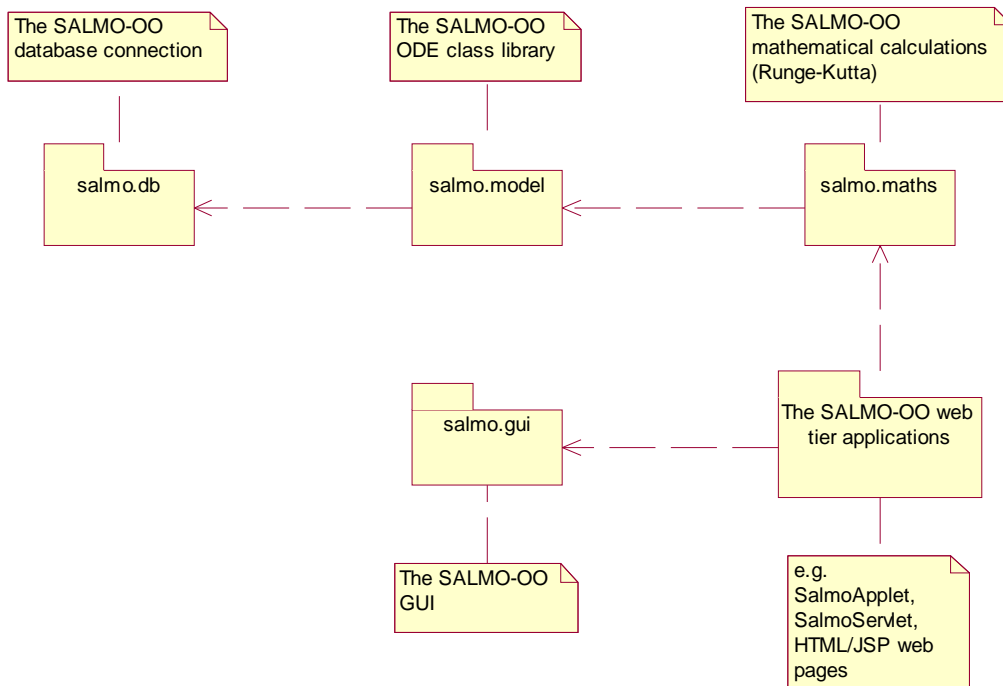 The SALMO-OO
database connection
The SALMO-OO
ODE class library
The SALMO-OO
mathematical calculations
(Runge-Kutta)
salmo.db
salmo.model
salmo.maths
salmo.gui
The SALMO-OO web
tier applications
The SALMO-OO
GUI
e.g.
SalmoApplet,
SalmoServlet,
HTML/JSP web
pages